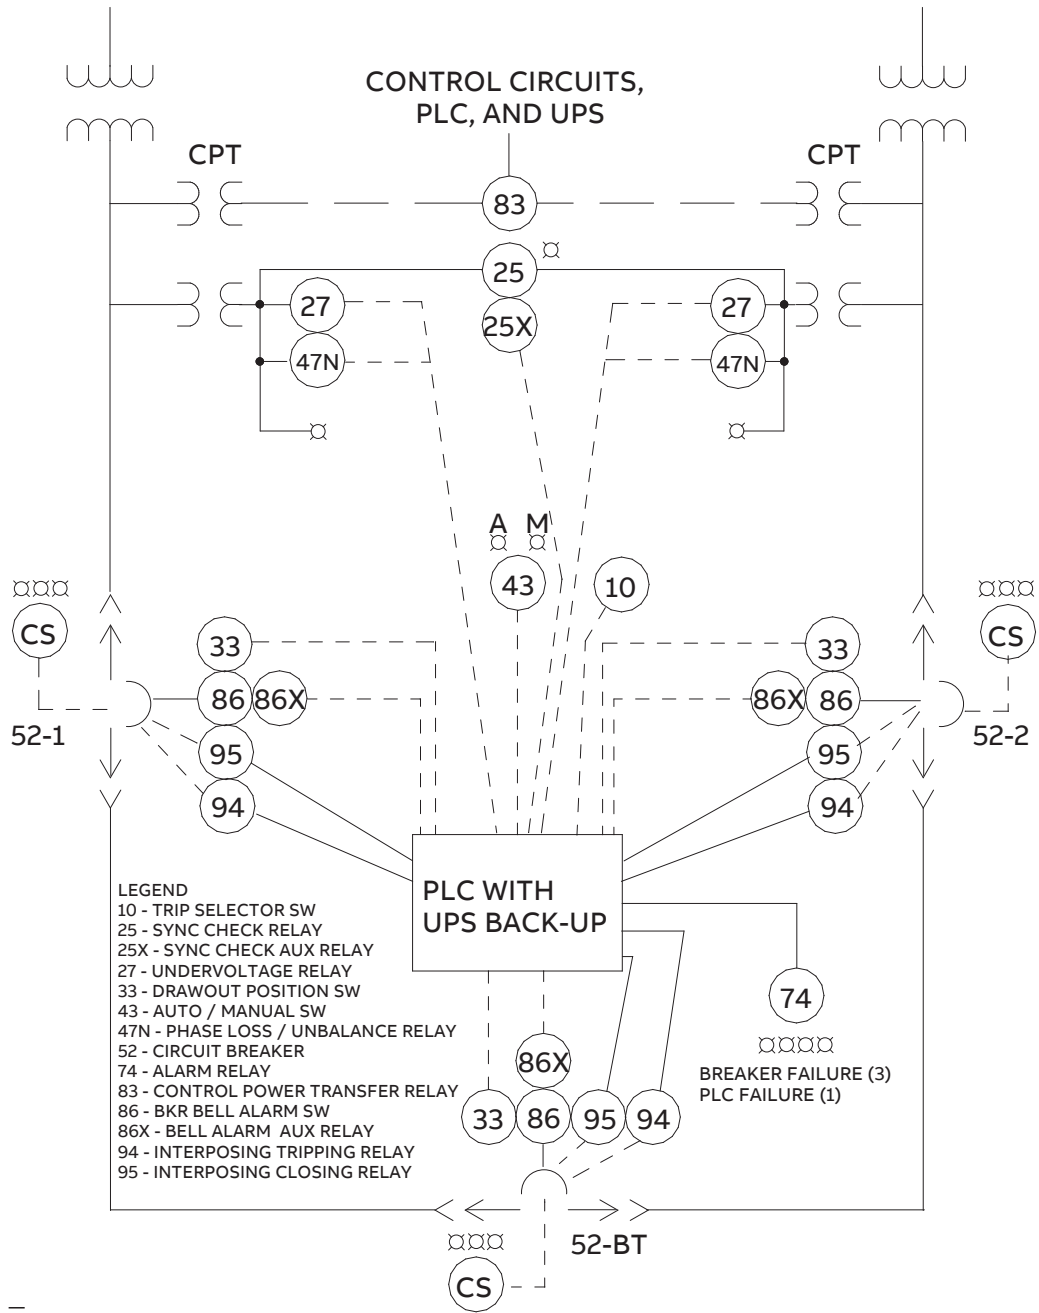 CONTROL CIRCUITS,
PLC, AND UPS
CPT
CPT
83
25
27
25X
27
47N
47N
A M
43
10
CS
CS
33
33
86
86X
86X
86
52-1
52-2
95
95
94
94
PLC WITH
UPS BACK-UP
LEGEND
10 - TRIP SELECTOR SW
25 - SYNC CHECK RELAY
25X - SYNC CHECK AUX RELAY
27 - UNDERVOLTAGE RELAY
33 - DRAWOUT POSITION SW
43 - AUTO / MANUAL SW
47N - PHASE LOSS / UNBALANCE RELAY
52 - CIRCUIT BREAKER
74 - ALARM RELAY
83 - CONTROL POWER TRANSFER RELAY
86 - BKR BELL ALARM SW
86X - BELL ALARM AUX RELAY
94 - INTERPOSING TRIPPING RELAY
95 - INTERPOSING CLOSING RELAY
74
BREAKER FAILURE (3)
PLC FAILURE (1)
86X
33
86
95
94
52-BT
CS